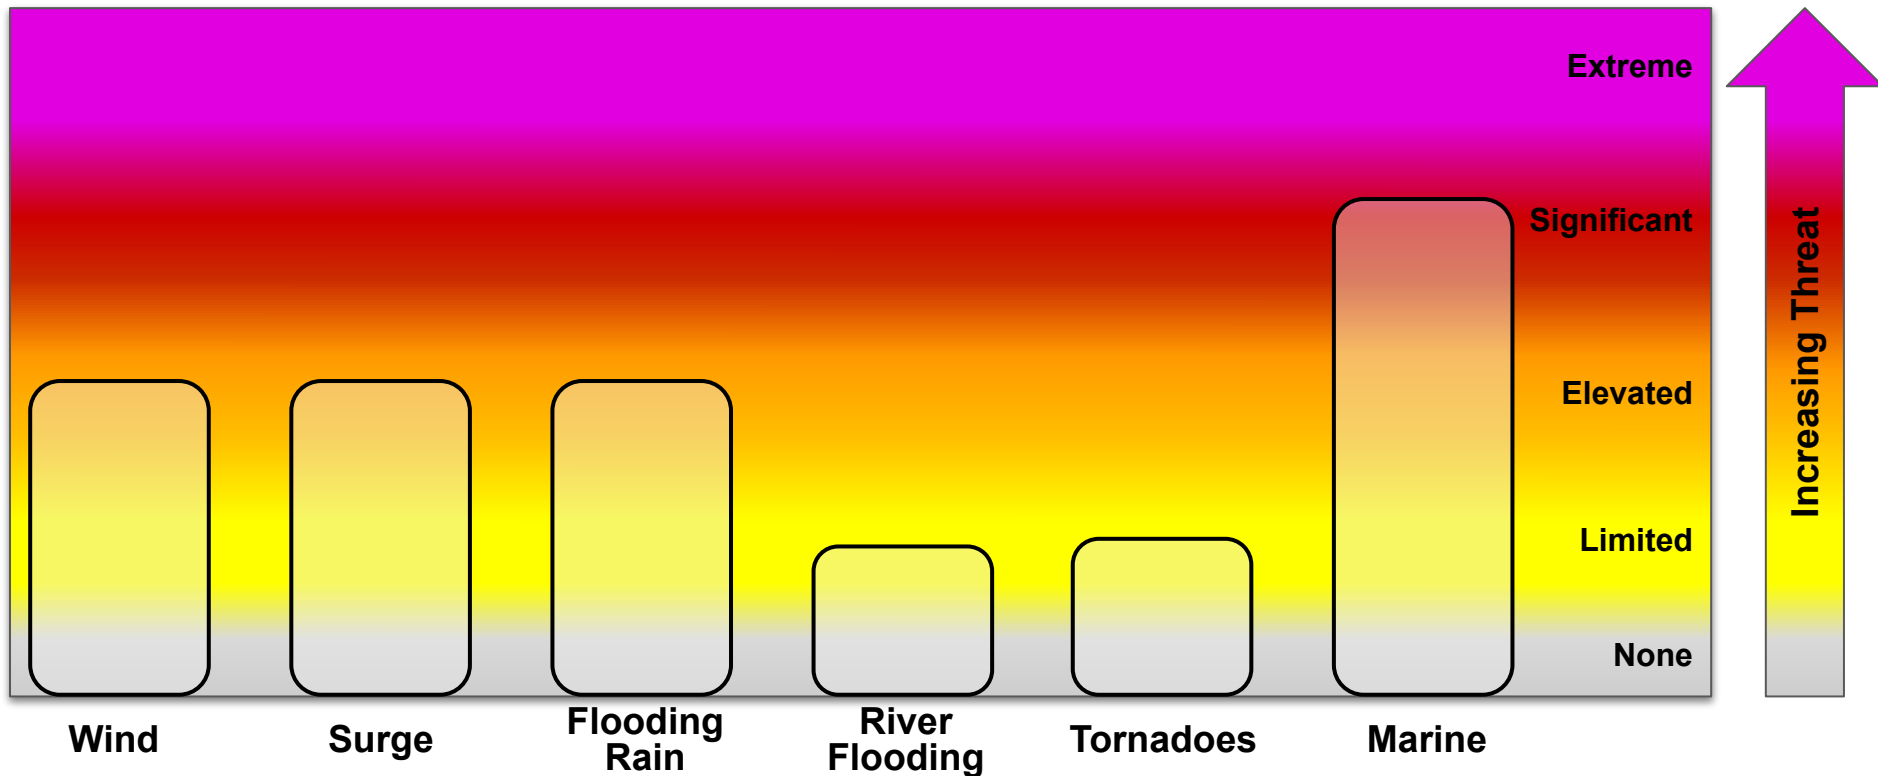 Extreme
Significant
Elevated
Limited
None
Increasing Threat
Wind
Surge
Flooding
Rain
River
Flooding
Tornadoes
Marine